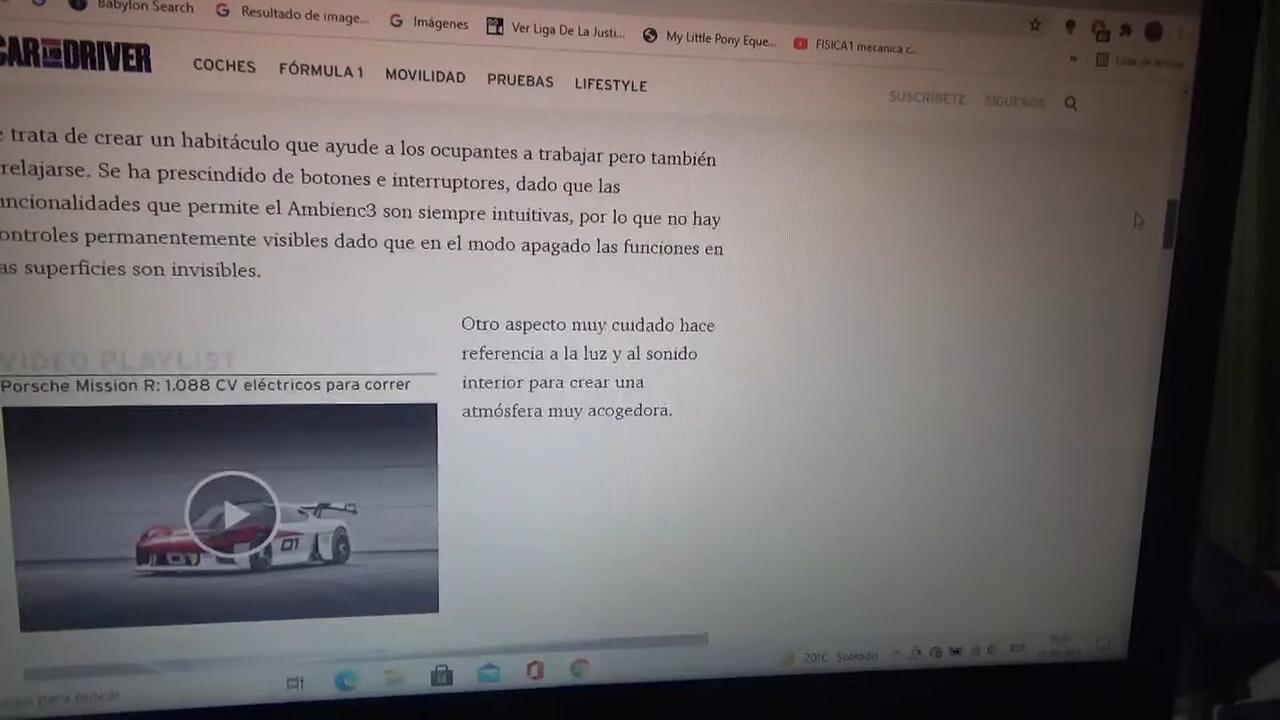 Babylon Search
Resultado de image...
Imágenes
Ver Liga De La Justi...
My Little Pony Eque...
FISICA1 mecanica c...
»
CAR DRIVER
COCHES FÓRMULA 1 MOVILIDAD PRUEBAS LIFESTYLE
SUSCRÍBETE SÍGUENOS
trata de crear un habitáculo que ayude a los ocupantes a trabajar pero también
relajarse. Se ha prescindido de botones e interruptores, dado que las
uncionalidades que permite el Ambienc3 son siempre intuitivas, por lo que no hay
ontroles permanentemente visibles dado que en el modo apagado las funciones en
as superficies son invisibles.
Otro aspecto muy cuidado hace
referencia a la luz y al sonido
interior para crear una
atmósfera muy acogedora.
VIDEO PLAYLIST
Porsche Mission R: 1.088 CV eléctricos para correr
01
20°C Soleado
para buscar